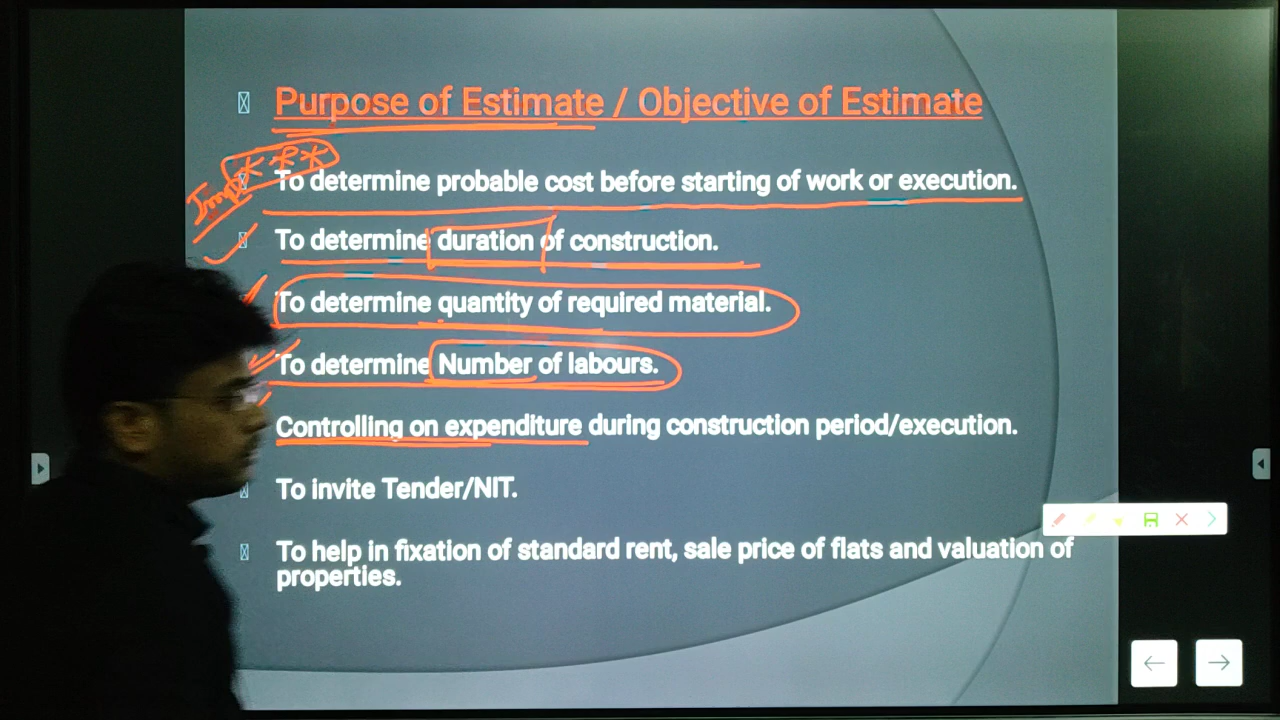 Purpose of Estimate / Objective of Estimate
Imp ***
To determine probable cost before starting of work or execution.
To determine duration of construction.
To determine quantity of required material.
To determine Number of labours.
Controlling on expenditure during construction period/execution.
To invite Tender/NIT.
To help in fixation of standard rent, sale price of flats and valuation of
properties.